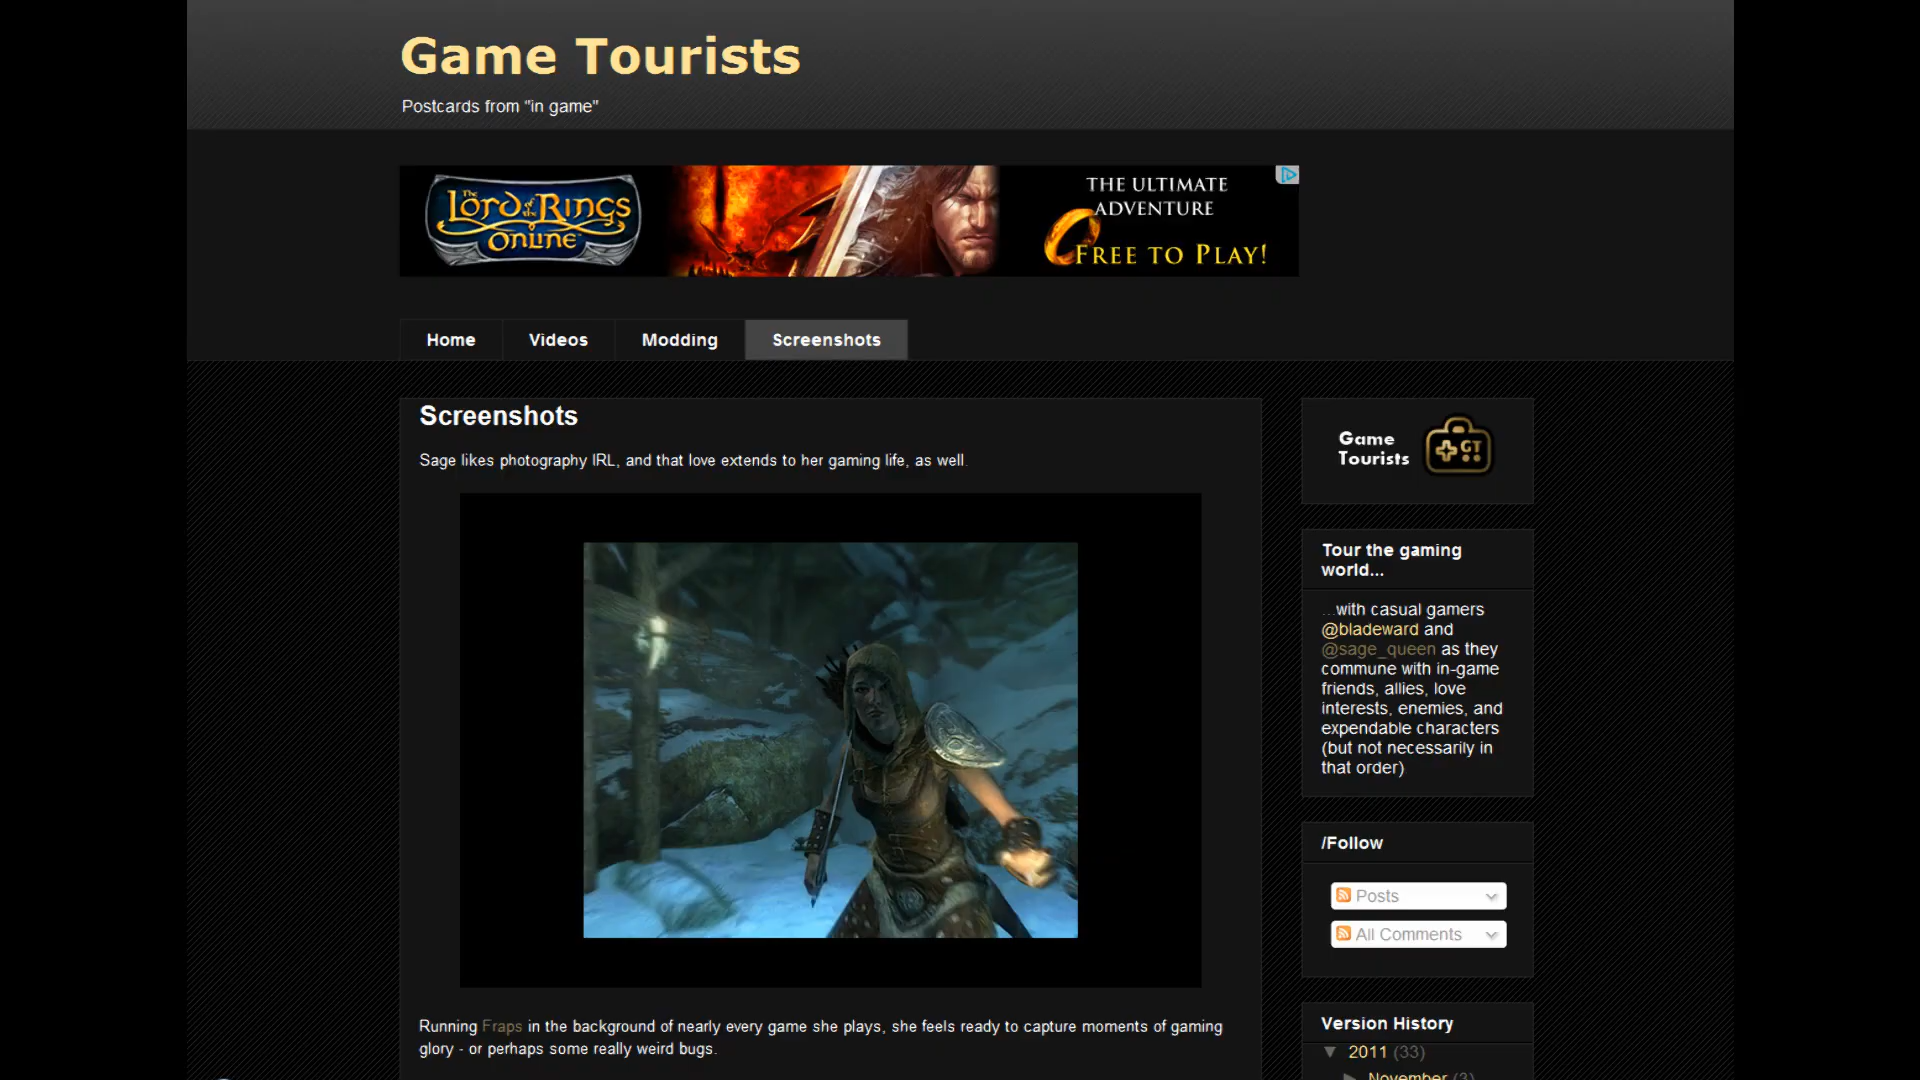 Game Tourists
Postcards from "in game"
The Lord of the Rings Online
THE ULTIMATE
ADVENTURE
FREE TO PLAY!
Home Videos Modding Screenshots
Screenshots
Sage likes photography IRL, and that love extends to her gaming life, as well.
Running Fraps in the background of nearly every game she plays, she feels ready to capture moments of gaming
glory - or perhaps some really weird bugs.
Game
Tourists
GT
Tour the gaming
world...
...with casual gamers
@bladeward and
@sage_queen as they
commune with in-game
friends, allies, love
interests, enemies, and
expendable characters
(but not necessarily in
that order)
/Follow
Posts
All Comments
Version History
▼ 2011 (33)
► November (3)